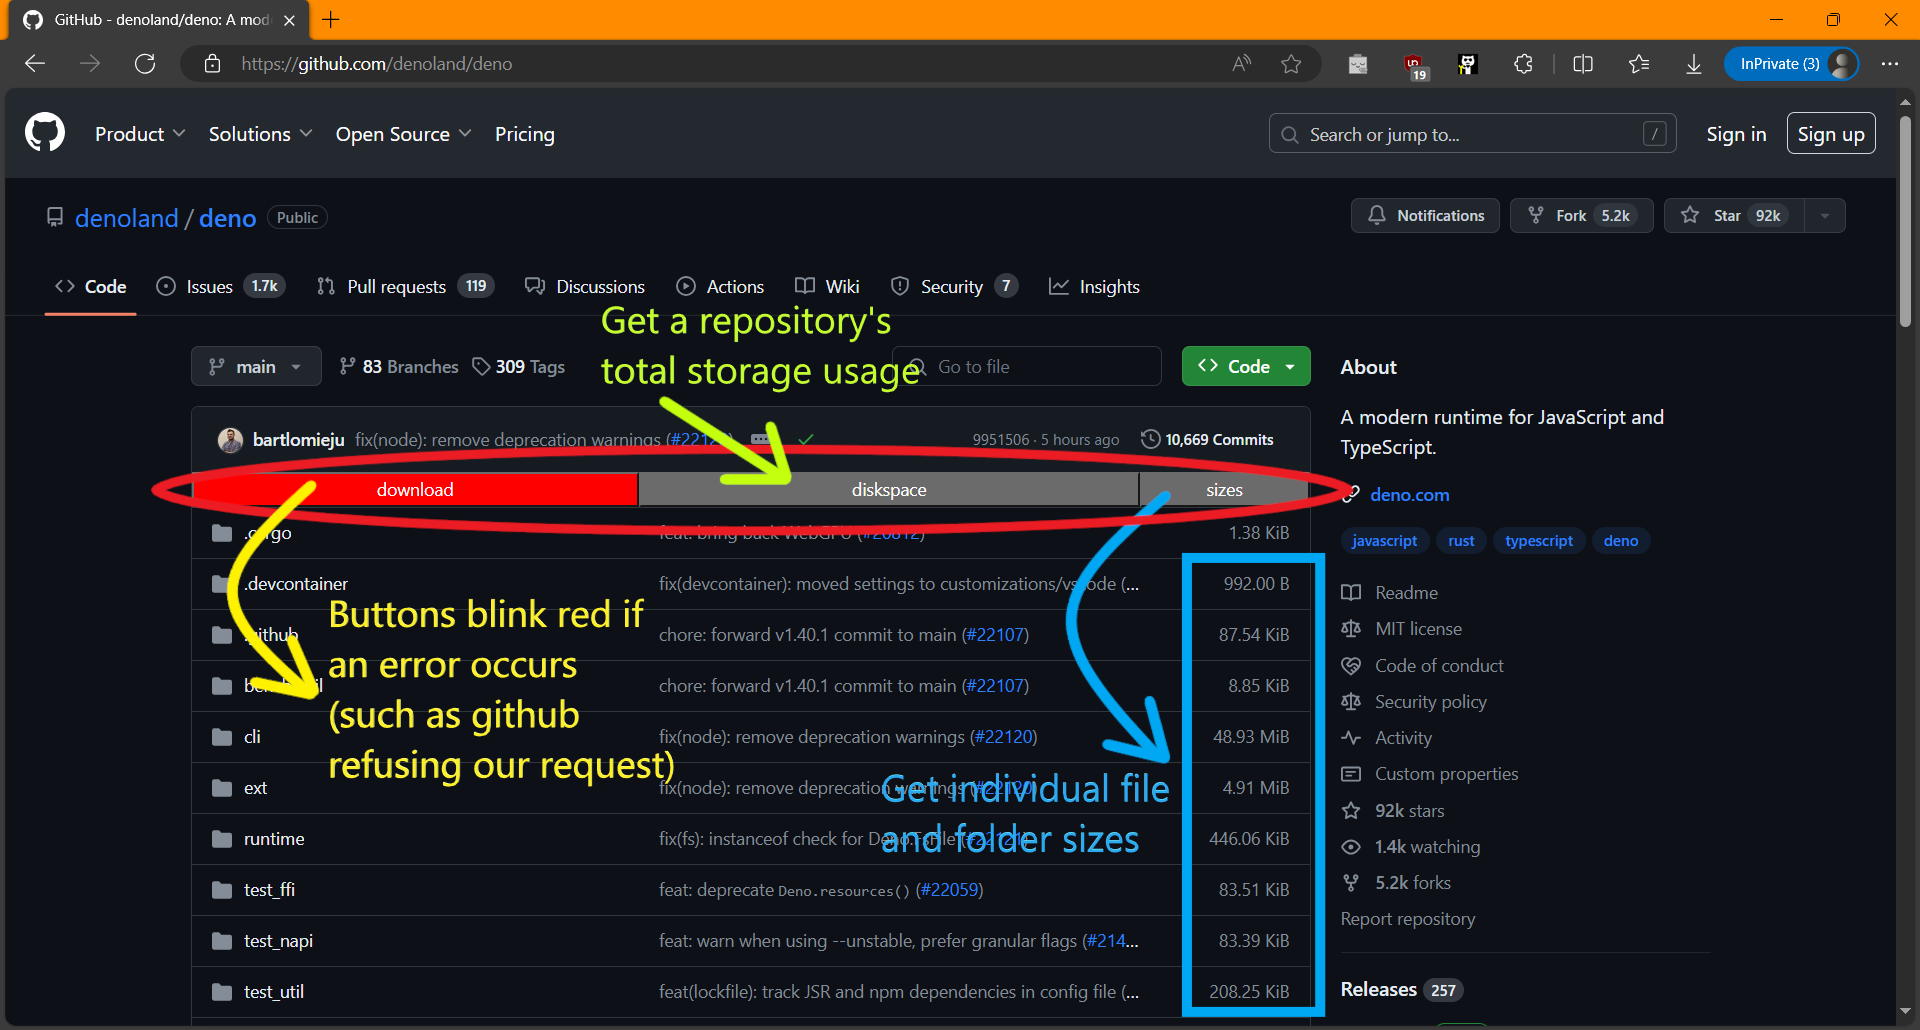 GitHub - denoland/deno: A mod
https://github.com/denoland/deno
19
InPrivate (3)
Product
Solutions
Open Source
Pricing
Search or jump to...
/
Sign in
Sign up
denoland / deno
Public
Notifications
Fork 5.2k
Star 92k
Code
Issues 1.7k
Pull requests 119
Discussions
Actions
Wiki
Security 7
Insights
Get a repository's
total storage usage
main
83 Branches
309 Tags
Go to file
Code
bartlomieju fix(node): remove deprecation warnings
9951506 · 5 hours ago
10,669 Commits
download
diskspace
sizes
.cargo
feat: bring back WebGPU (#20812)
1.38 KiB
.devcontainer
fix(devcontainer): moved settings to customizations/vscode (...
992.00 B
.github
chore: forward v1.40.1 commit to main (#22107)
87.54 KiB
chore: forward v1.40.1 commit to main (#22107)
8.85 KiB
cli
fix(node): remove deprecation warnings (#22120)
48.93 MiB
ext
fix(node): remove deprecation warnings (#22120)
4.91 MiB
runtime
fix(fs): instanceof check for Deno.FsFile
446.06 KiB
test_ffi
feat: deprecate Deno.resources() (#22059)
83.51 KiB
test_napi
feat: warn when using --unstable, prefer granular flags (#214...
83.39 KiB
test_util
feat(lockfile): track JSR and npm dependencies in config file (...
208.25 KiB
Buttons blink red if
an error occurs
(such as github
refusing our request)
Get individual file
and folder sizes
About
A modern runtime for JavaScript and
TypeScript.
deno.com
javascript
rust
typescript
deno
Readme
MIT license
Code of conduct
Security policy
Activity
Custom properties
92k stars
1.4k watching
5.2k forks
Report repository
Releases 257